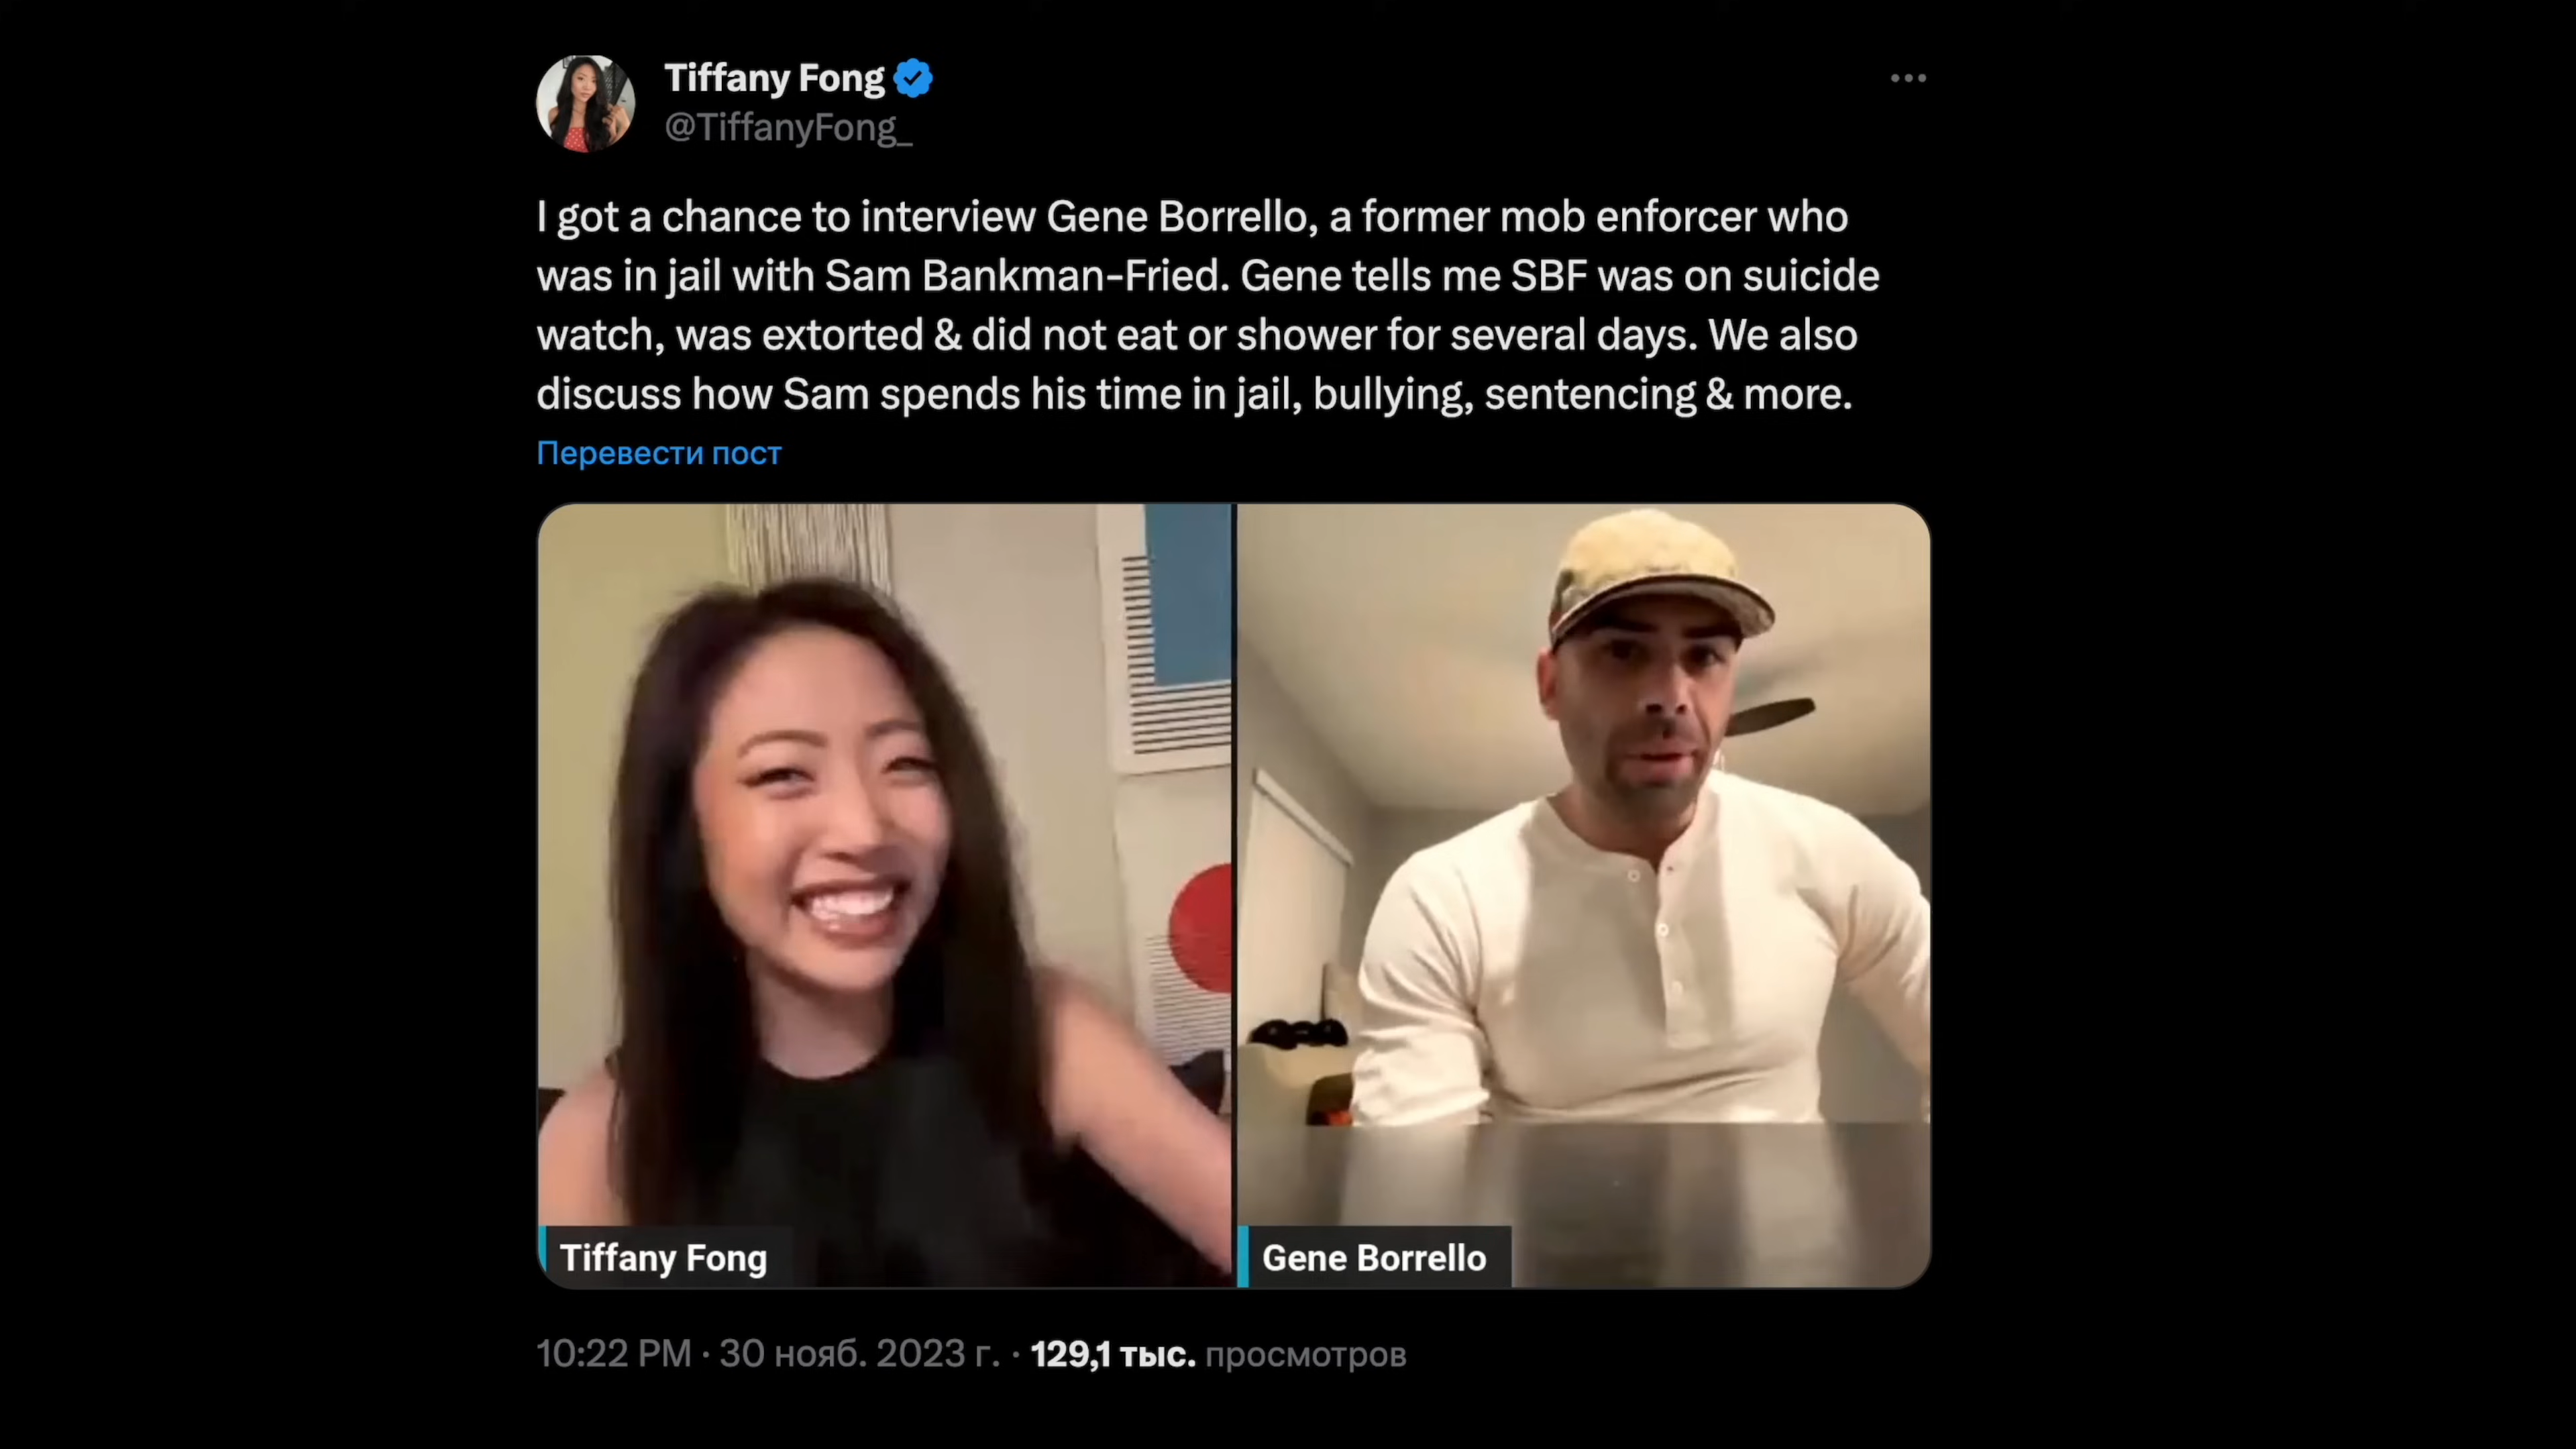 Tiffany Fong
@TiffanyFong_
I got a chance to interview Gene Borrello, a former mob enforcer who
was in jail with Sam Bankman-Fried. Gene tells me SBF was on suicide
watch, was extorted & did not eat or shower for several days. We also
discuss how Sam spends his time in jail, bullying, sentencing & more.
Перевести пост
Tiffany Fong
Gene Borrello
10:22 PM · 30 нояб. 2023 г. · 129,1 тыс. просмотров